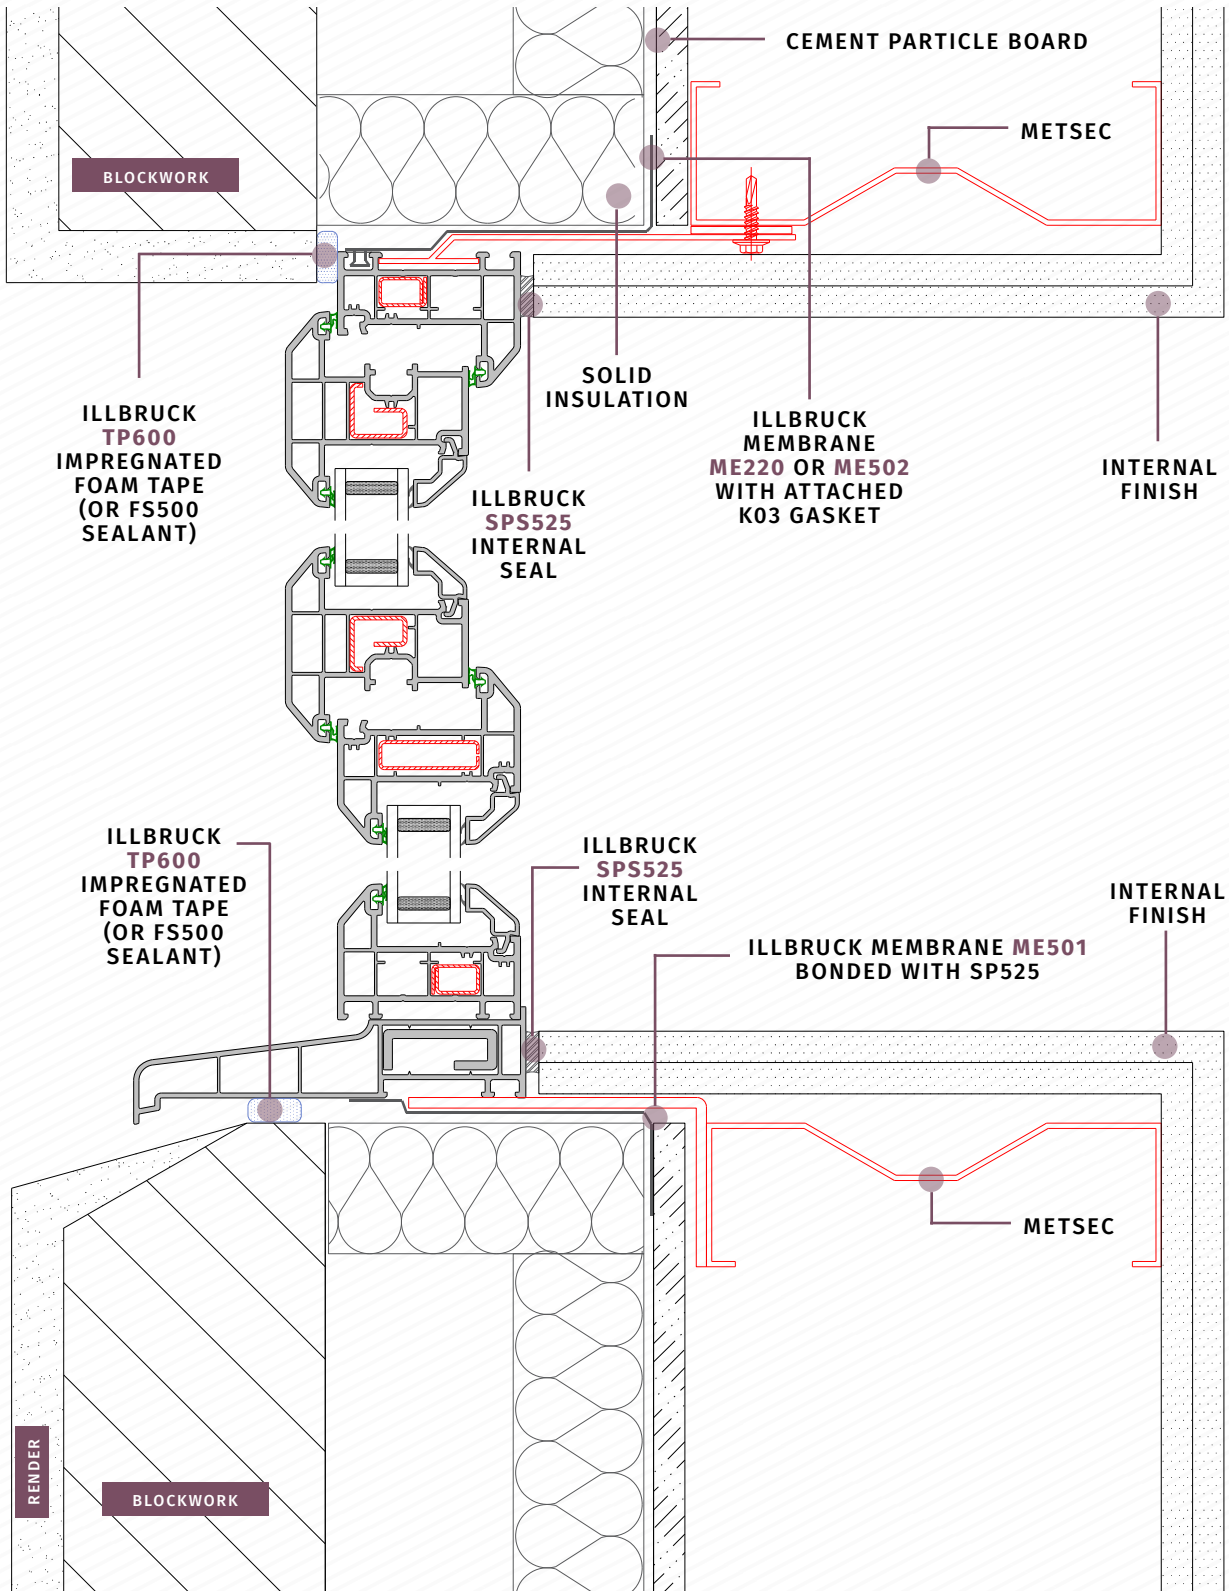 CEMENT PARTICLE BOARD
METSEC
BLOCKWORK
SOLID
INSULATION
ILLBRUCK
TP600
IMPREGNATED
FOAM TAPE
(OR FS500
SEALANT)
ILLBRUCK
MEMBRANE
ME220 OR ME502
WITH ATTACHED
K03 GASKET
INTERNAL
FINISH
ILLBRUCK
SPS525
INTERNAL
SEAL
ILLBRUCK
TP600
IMPREGNATED
FOAM TAPE
(OR FS500
SEALANT)
ILLBRUCK
SPS525
INTERNAL
SEAL
INTERNAL
FINISH
ILLBRUCK MEMBRANE ME501
BONDED WITH SP525
METSEC
RENDER
BLOCKWORK